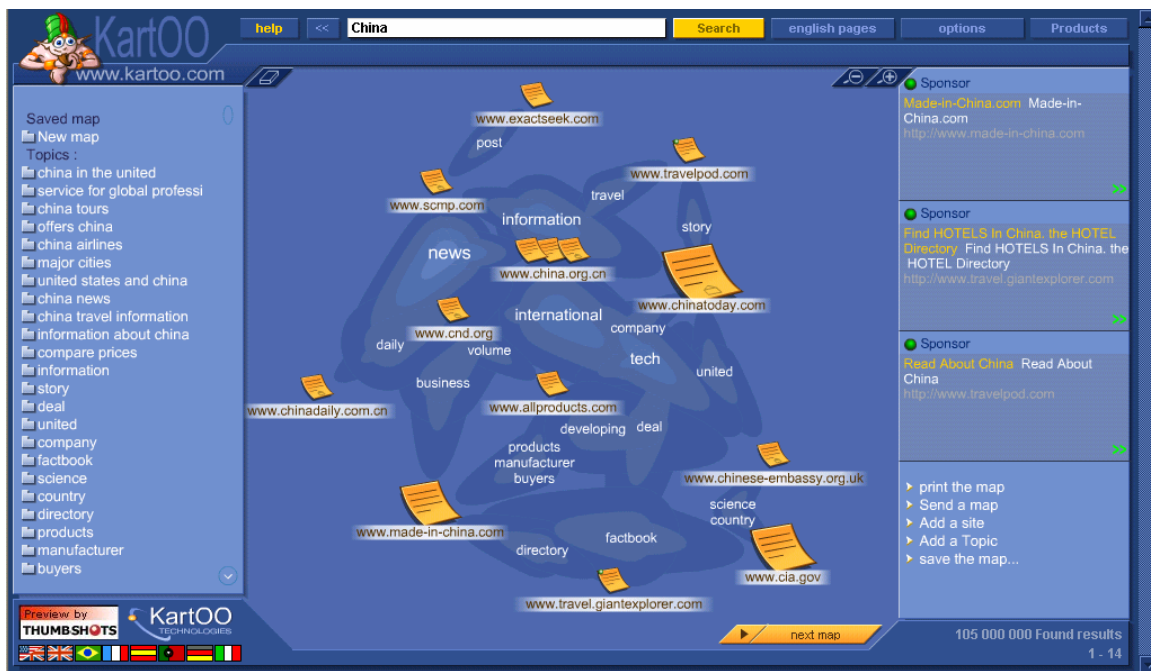 KartOO
www.kartoo.com
help
<<
China
Search
english pages
options
Products
Saved map
New map
Topics :
china in the united
service for global professi
china tours
offers china
china airlines
major cities
united states and china
china news
china travel information
information about china
compare prices
information
story
deal
united
company
factbook
science
country
directory
products
manufacturer
buyers
Preview by
THUMBSHOTS
KartOO
TECHNOLOGIES
www.exactseek.com
post
www.travelpod.com
travel
www.scmp.com
information
story
news
www.china.org.cn
www.chinatoday.com
international
company
www.cnd.org
daily
volume
tech
united
business
www.chinadaily.com.cn
www.allproducts.com
developing
deal
products
manufacturer
buyers
www.chinese-embassy.org.uk
science
country
www.made-in-china.com
factbook
directory
www.cia.gov
www.travel.giantexplorer.com
next map
Sponsor
Made-in-China.com Made-in-
China.com
http://www.made-in-china.com
>>
Sponsor
Find HOTELS In China. the HOTEL
Directory Find HOTELS In China. the
HOTEL Directory
http://www.travel.giantexplorer.com
>>
Sponsor
Read About China Read About
China
http://www.travelpod.com
>>
print the map
Send a map
Add a site
Add a Topic
save the map...
105 000 000 Found results
1 - 14